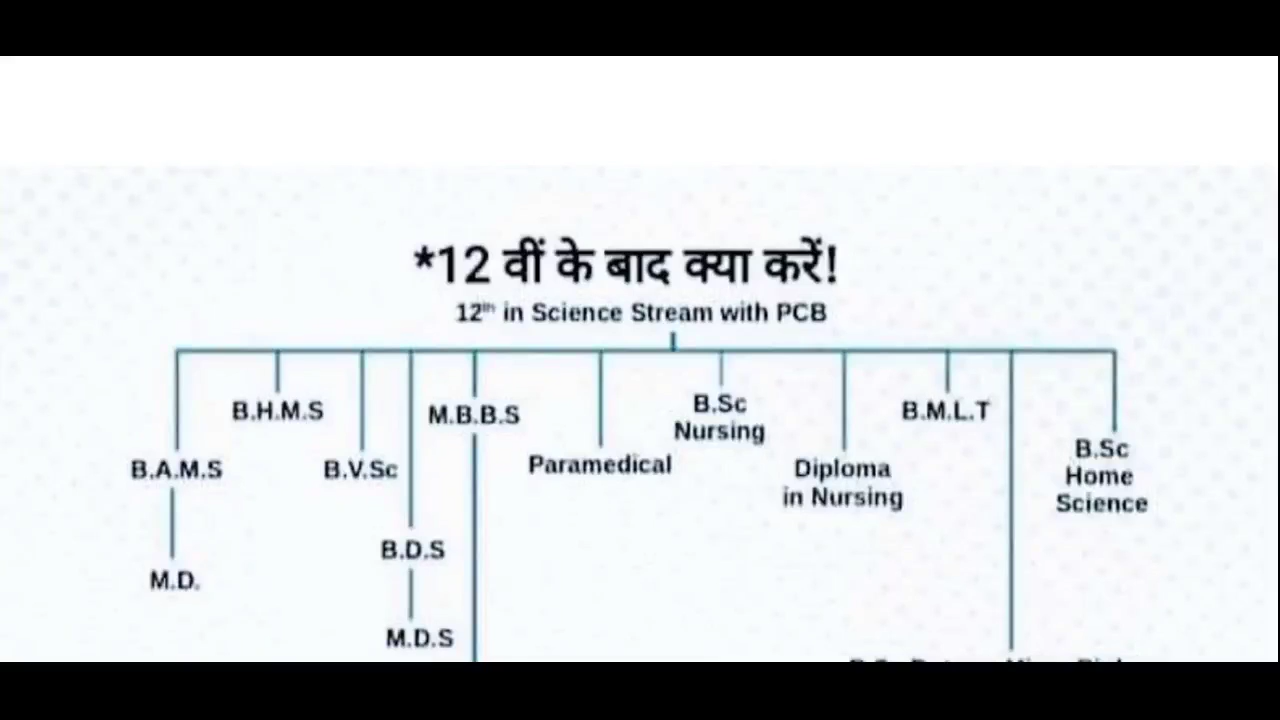 *12 वीं के बाद क्या करें!
12th in Science Stream with PCB
B.H.M.S
M.B.B.S
B.Sc
Nursing
B.M.L.T
B.A.M.S
B.V.Sc
Paramedical
Diploma
in Nursing
B.Sc
Home
Science
B.D.S
M.D.
M.D.S